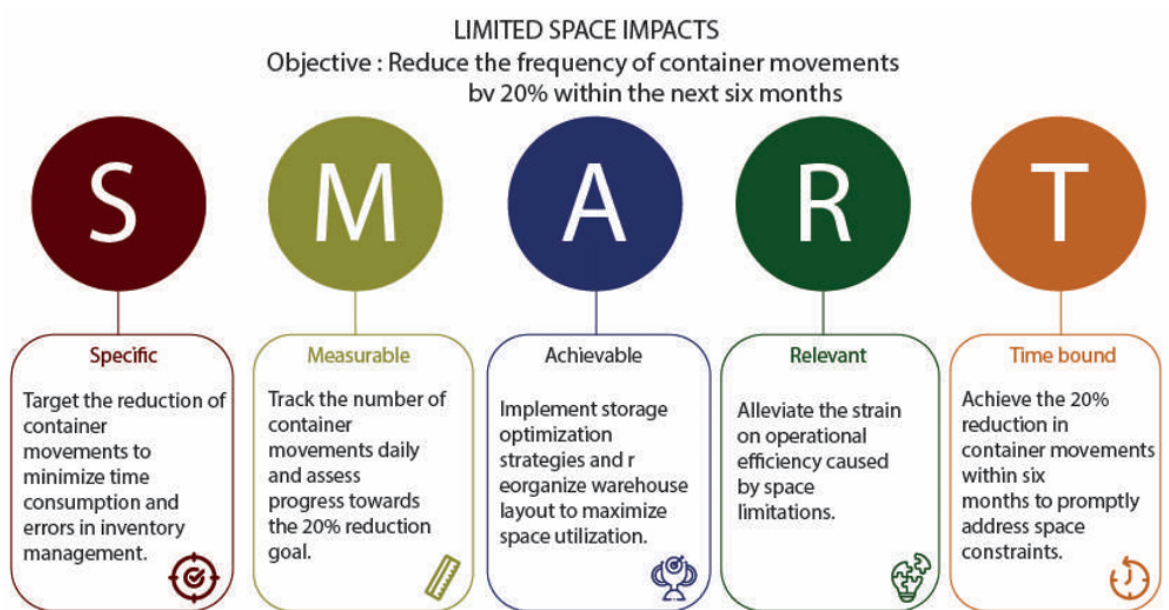 LIMITED SPACE IMPACTS
Objective : Reduce the frequency of container movements
by 20% within the next six months
S
M
A
R
T
Specific
Target the reduction of
container
movements to
minimize time
consumption and
errors in inventory
management.
Measurable
Track the number of
container
movements daily
and assess
progress towards
the 20% reduction
goal.
Achievable
Implement storage
optimization
strategies and r
eorganize warehouse
layout to maximize
space utilization.
Relevant
Alleviate the strain
on operational
efficiency caused
by space
limitations.
Time bound
Achieve the 20%
reduction in
container movements
within six
months to promptly
address space
constraints.